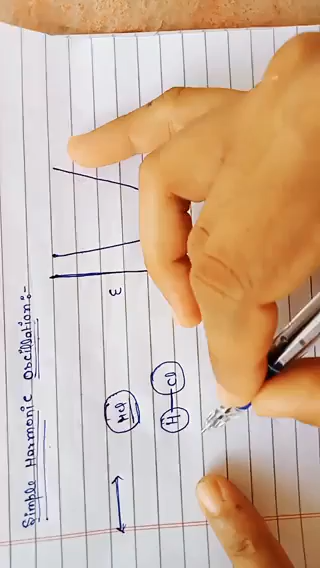 Simple Harmonic Oscillation:-
HCl
H Cl
ε